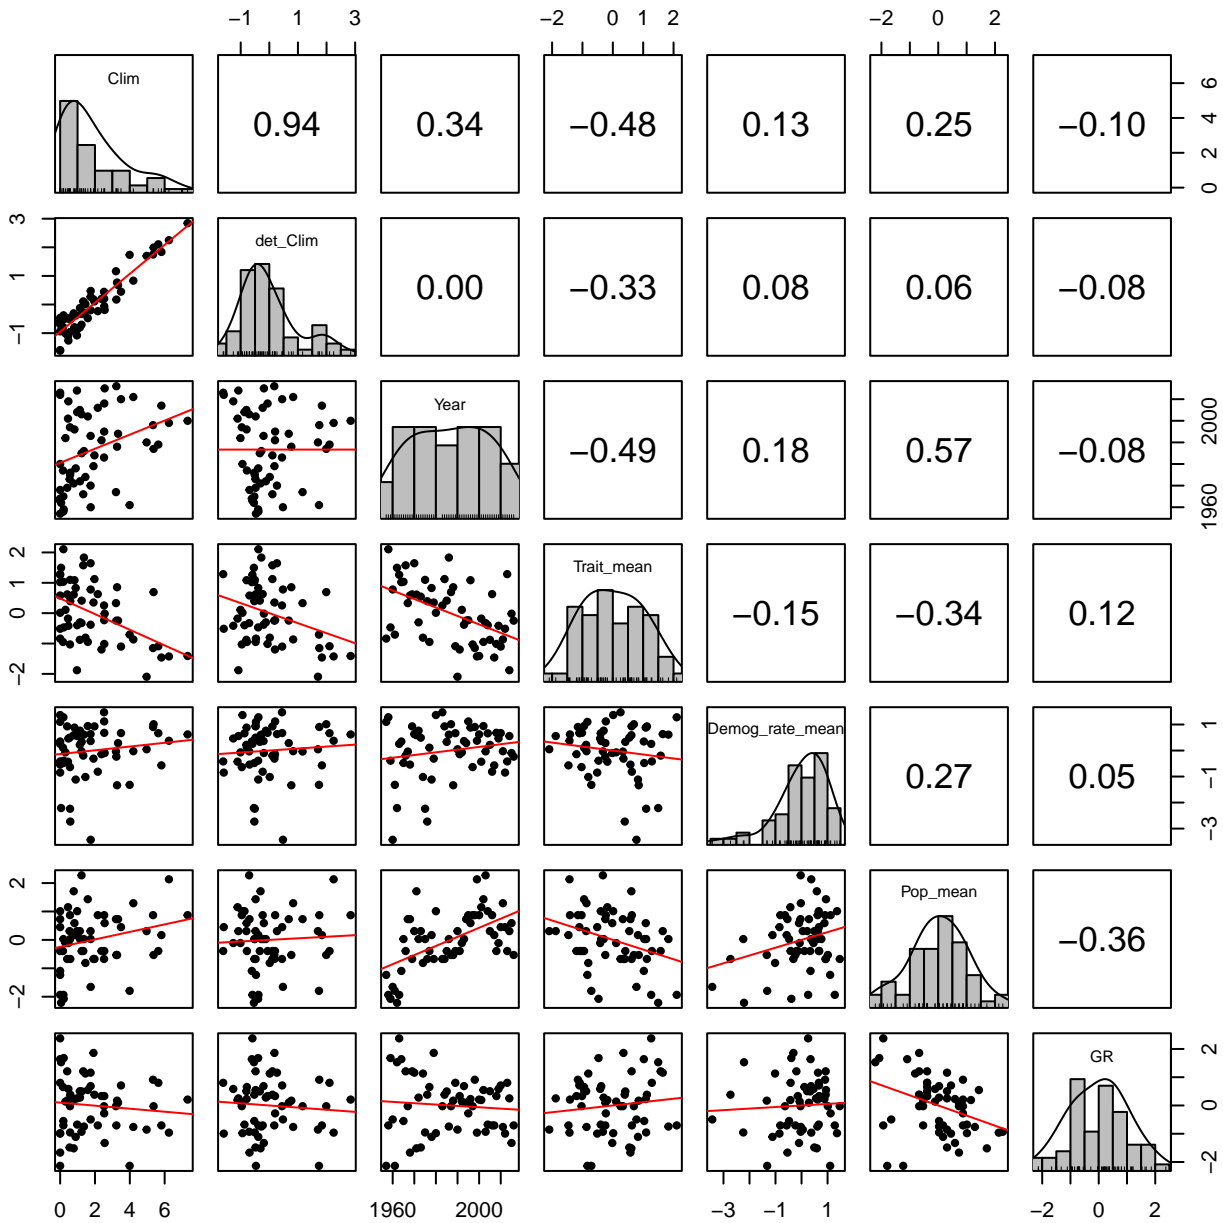 −1 1 3 −2 0 1 2 −2 0 2
Clim 0.94 0.34 −0.48 0.13 0.25 −0.10 0 2 4 6
−1 1 3 det_Clim 0.00 −0.33 0.08 0.06 −0.08
Year −0.49 0.18 0.57 −0.08 1960 2000
−2 0 1 2 Trait_mean −0.15 −0.34 0.12
Demog_rate_mean 0.27 0.05 −3 −1 1
−2 0 2 Pop_mean −0.36
GR −2 0 2
0 2 4 6 1960 2000 −3 −1 1 −2 0 2